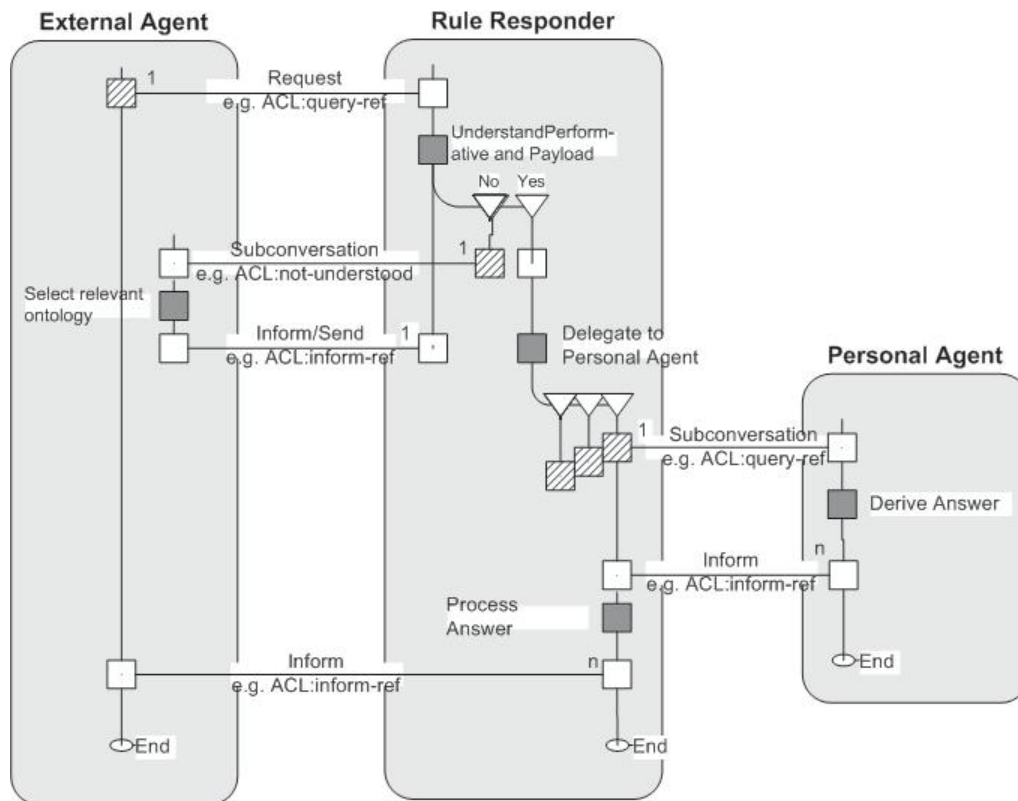 External Agent
Rule Responder
1
Request
e.g. ACL:query-ref
UnderstandPerform-
ative and Payload
No
Yes
Subconversation
1
e.g. ACL:not-understood
Select relevant
ontology
Inform/Send
1
e.g. ACL:inform-ref
Delegate to
Personal Agent
Personal Agent
1
Subconversation
e.g. ACL:query-ref
Derive Answer
Inform
n
e.g. ACL:inform-ref
Process
Answer
Inform
n
e.g. ACL:inform-ref
End
End
End